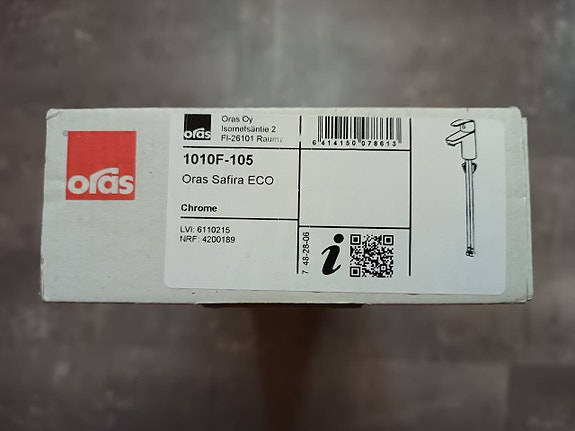 oras
oras
Oras Oy
Isometsäntie 2
FI-26101 Rauma
6 414150 078613
1010F-105
Oras Safira ECO
Chrome
LVI: 6110215
NRF: 4200189
7 48-28-06
i